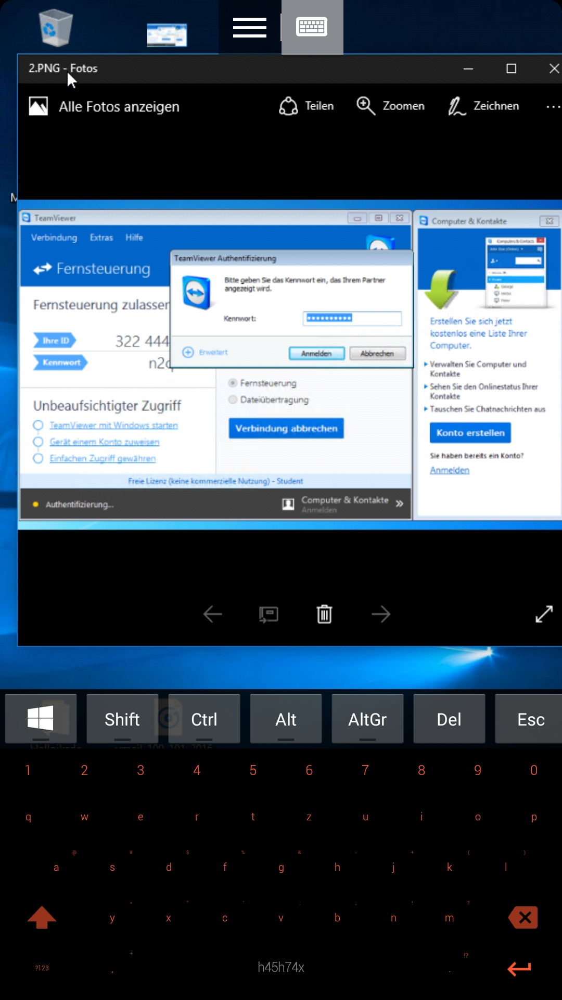 2.PNG - Fotos
Alle Fotos anzeigen
Teilen
Zoomen
Zeichnen
M
TeamViewer
Verbindung Extras Hilfe
Fernsteuerung
Fernsteuerung zulassen
Ihre ID 322 444
Kennwort n2q
Unbeaufsichtigter Zugriff
TeamViewer mit Windows starten
Gerät einem Konto zuweisen
Einfachen Zugriff gewähren
TeamViewer Authentifizierung
Bitte geben Sie das Kennwort ein, das Ihrem Partner
angezeigt wird.
Kennwort:
Erweitert
Anmelden
Abbrechen
Fernsteuerung
Dateiübertragung
Verbindung abbrechen
Freie Lizenz (keine kommerzielle Nutzung) - Student
Authentifizierung...
Computer & Kontakte
Anmelden
Computer & Kontakte
Computers & Contacts
Erstellen Sie sich jetzt
kostenlos eine Liste Ihrer
Computer.
Verwalten Sie Computer und
Kontakte
Sehen Sie den Onlinestatus Ihrer
Kontakte
Tauschen Sie Chatnachrichten aus
Konto erstellen
Sie haben bereits ein Konto?
Anmelden
Shift Ctrl Alt AltGr Del Esc
1 2 3 4 5 6 7 8 9 0
q w e r t z u i o p
@ # $ % & - + ( )
a s d f g h j k l
* " ' : ; ! ?
y x c v b n m
?123 , h45h74x . !?